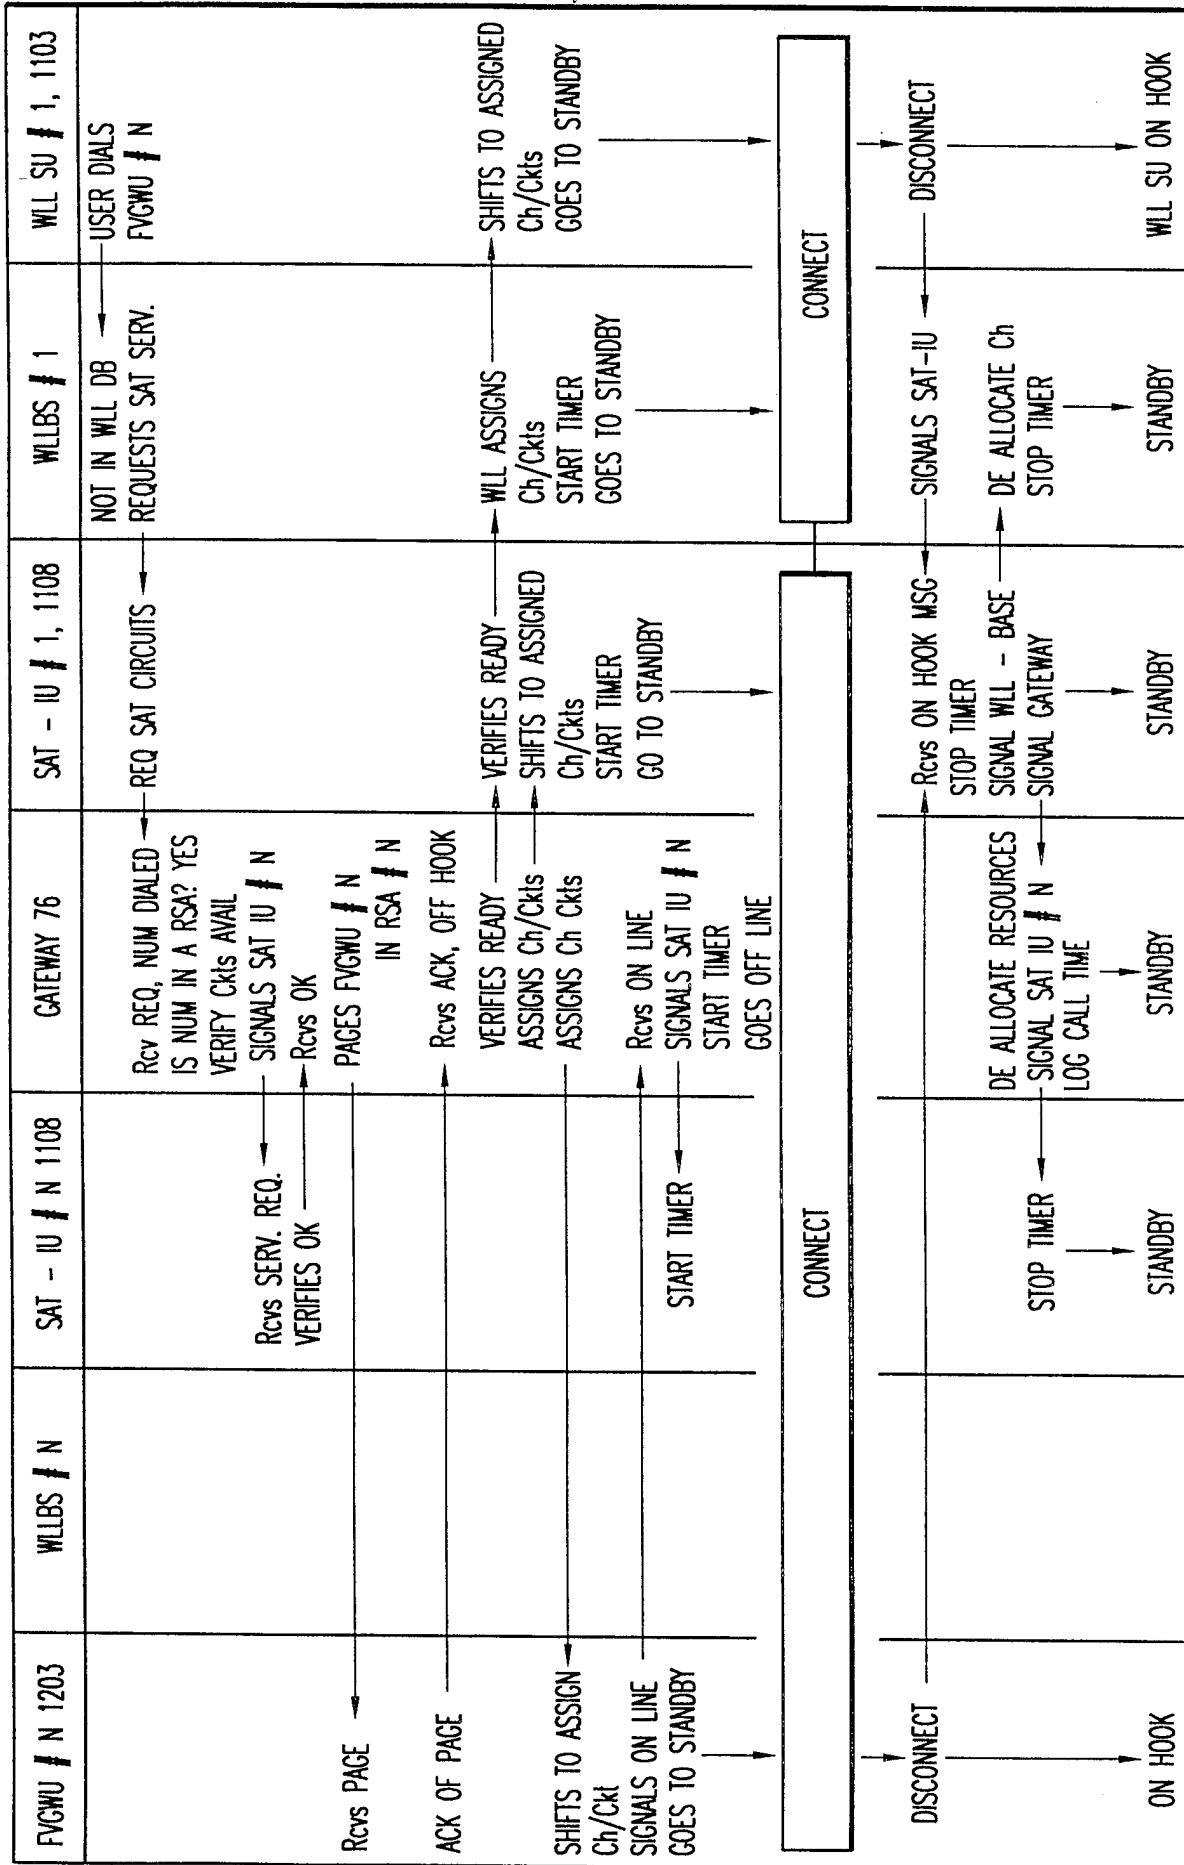 FVGWU # N 1203
WLLBS # N
SAT - IU # N 1108
GATEWAY 76
SAT - IU # 1, 1108
WLLBS # 1
WLL SU # 1, 1103
USER DIALS
FVGWU # N
NOT IN WLL DB
REQUESTS SAT SERV.
REQ SAT CIRCUITS
Rcv REQ, NUM DIALED
IS NUM IN A RSA? YES
VERIFY Ckts AVAIL
SIGNALS SAT IU # N
Rcvs SERV. REQ.
VERIFIES OK
Rcvs OK
PAGES FVGWU # N
IN RSA # N
Rcvs PAGE
ACK OF PAGE
Rcvs ACK, OFF HOOK
VERIFIES READY
ASSIGNS Ch/Ckts
ASSIGNS Ch Ckts
VERIFIES READY
SHIFTS TO ASSIGNED
Ch/Ckts
START TIMER
GO TO STANDBY
WLL ASSIGNS
Ch/Ckts
START TIMER
GOES TO STANDBY
SHIFTS TO ASSIGNED
Ch/Ckts
GOES TO STANDBY
SHIFTS TO ASSIGN
Ch/Ckt
SIGNALS ON LINE
GOES TO STANDBY
Rcvs ON LINE
SIGNALS SAT IU # N
START TIMER
GOES OFF LINE
START TIMER
CONNECT
CONNECT
DISCONNECT
DISCONNECT
SIGNALS SAT-IU
Rcvs ON HOOK MSG
STOP TIMER
SIGNAL WLL - BASE
SIGNAL GATEWAY
DE ALLOCATE Ch
STOP TIMER
DE ALLOCATE RESOURCES
SIGNAL SAT IU # N
LOG CALL TIME
STOP TIMER
ON HOOK
STANDBY
STANDBY
STANDBY
STANDBY
WLL SU ON HOOK